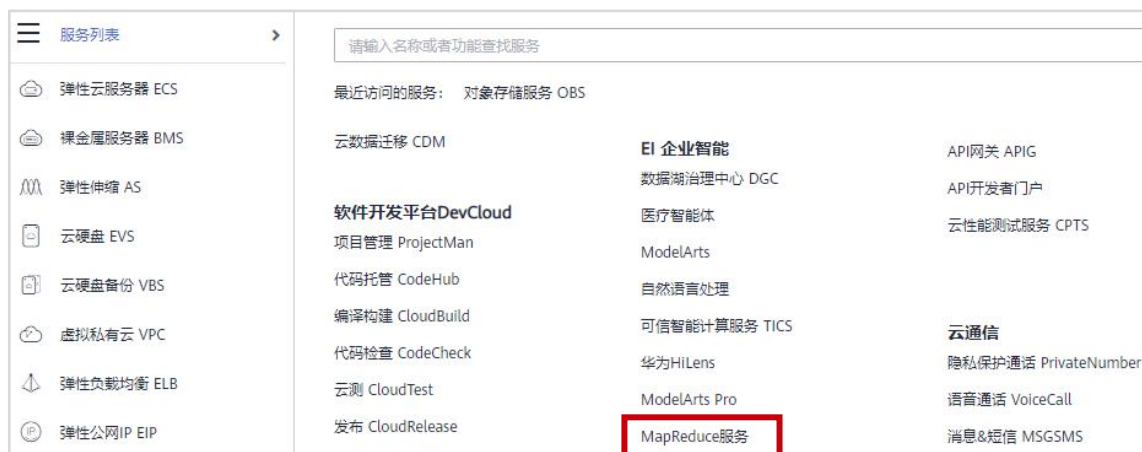 服务列表
弹性云服务器 ECS
裸金属服务器 BMS
弹性伸缩 AS
云硬盘 EVS
云硬盘备份 VBS
虚拟私有云 VPC
弹性负载均衡 ELB
弹性公网IP EIP
请输入名称或者功能查找服务
最近访问的服务： 对象存储服务 OBS
云数据迁移 CDM
软件开发平台DevCloud
项目管理 ProjectMan
代码托管 CodeHub
编译构建 CloudBuild
代码检查 CodeCheck
云测 CloudTest
发布 CloudRelease
EI 企业智能
数据湖治理中心 DGC
医疗智能体
ModelArts
自然语言处理
可信智能计算服务 TICS
华为HiLens
ModelArts Pro
MapReduce服务
API网关 APIG
API开发者门户
云性能测试服务 CPTS
云通信
隐私保护通话 PrivateNumber
语音通话 VoiceCall
消息&短信 MSGSMS